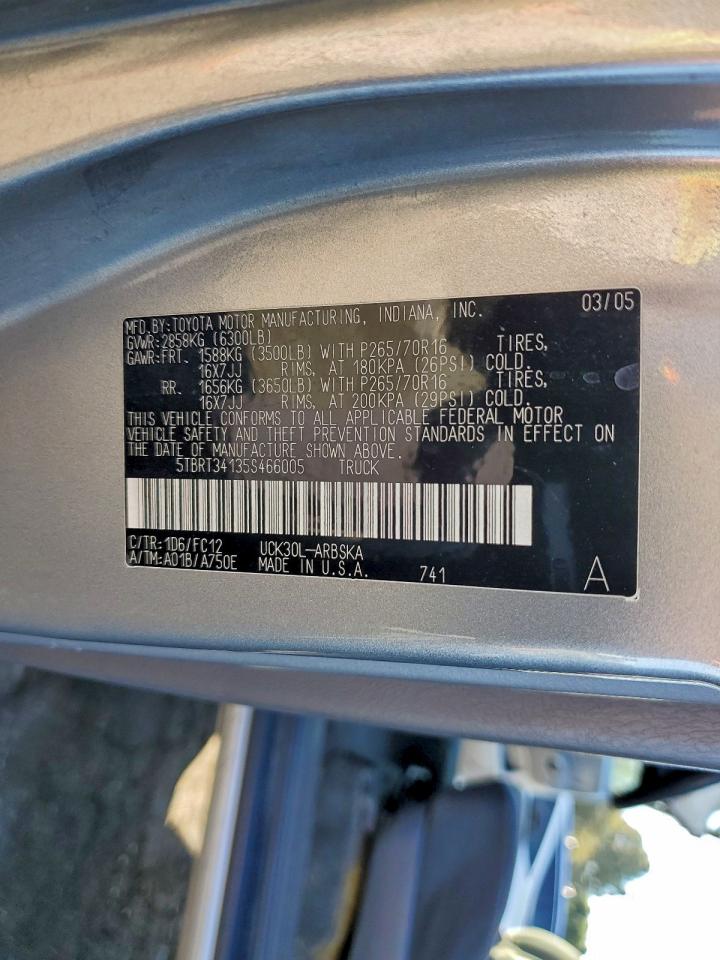 MFD. BY: TOYOTA MOTOR MANUFACTURING, INDIANA, INC. 03/05
GVWR: 2858KG (6300LB)
GAWR: FRT. 1588KG (3500LB) WITH P265/70R16 TIRES,
16X7JJ RIMS, AT 180KPA (26PSI) COLD.
RR. 1656KG (3650LB) WITH P265/70R16 TIRES,
16X7JJ RIMS, AT 200KPA (29PSI) COLD.
THIS VEHICLE CONFORMS TO ALL APPLICABLE FEDERAL MOTOR
VEHICLE SAFETY AND THEFT PREVENTION STANDARDS IN EFFECT ON
THE DATE OF MANUFACTURE SHOWN ABOVE.
5TBRT34135S466005 TRUCK
C/TR: 1D6/FC12 UCK30L-ARBSKA
A/TM: A01B/A750E MADE IN U.S.A. 741 A